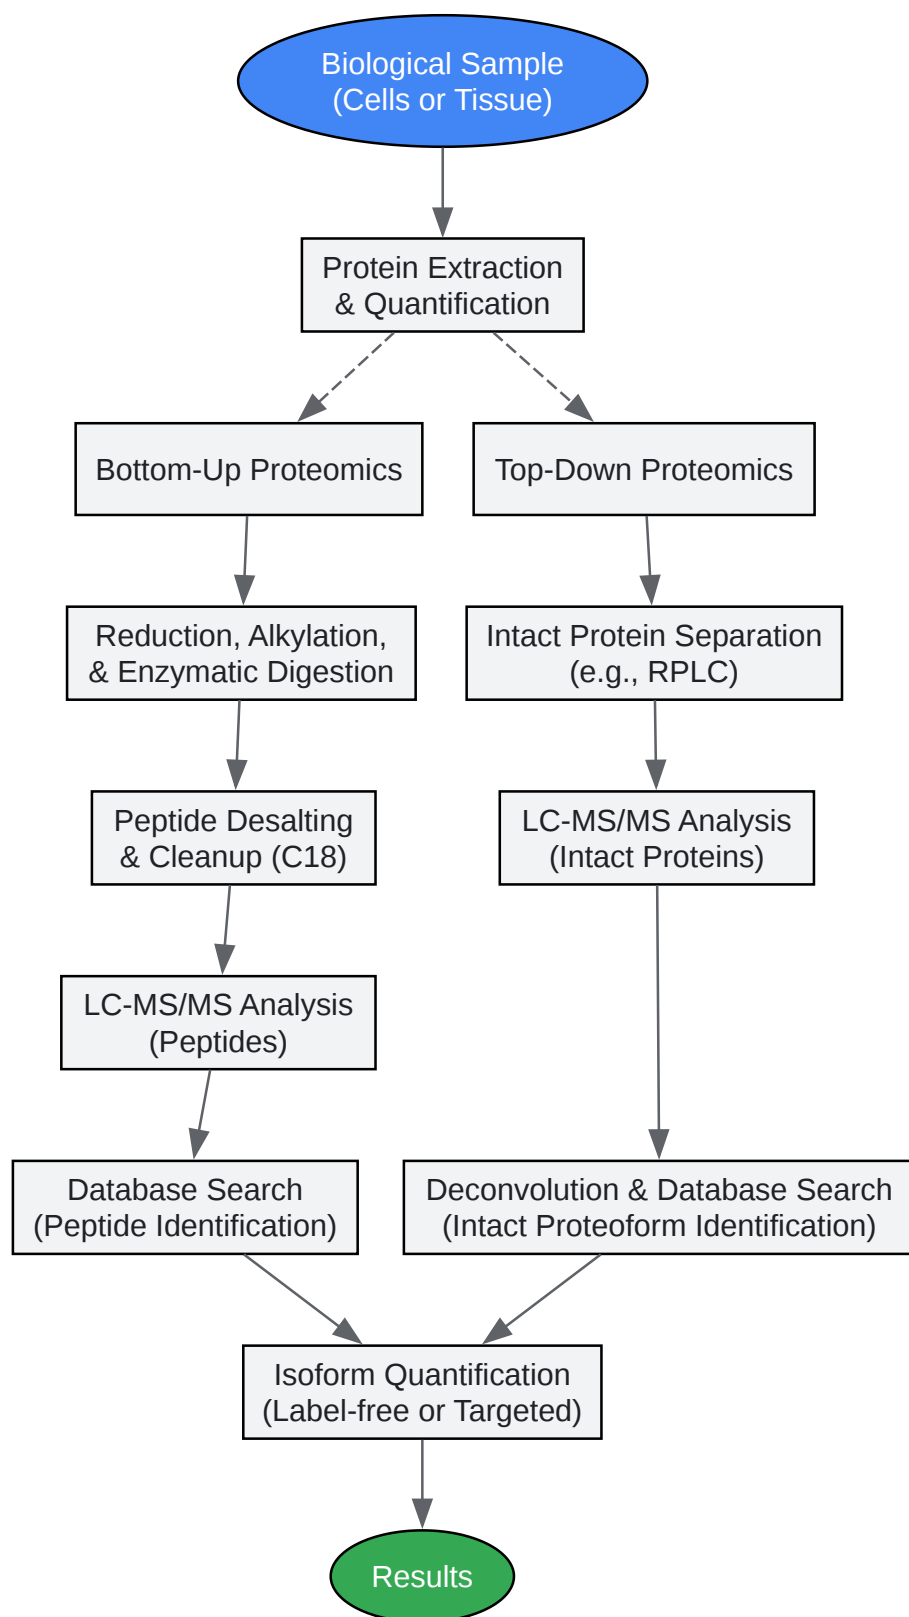 Biological Sample
(Cells or Tissue)
Protein Extraction
& Quantification
Bottom-Up Proteomics
Top-Down Proteomics
Reduction, Alkylation,
& Enzymatic Digestion
Intact Protein Separation
(e.g., RPLC)
Peptide Desalting
& Cleanup (C18)
LC-MS/MS Analysis
(Intact Proteins)
LC-MS/MS Analysis
(Peptides)
Database Search
(Peptide Identification)
Deconvolution & Database Search
(Intact Proteoform Identification)
Isoform Quantification
(Label-free or Targeted)
Results